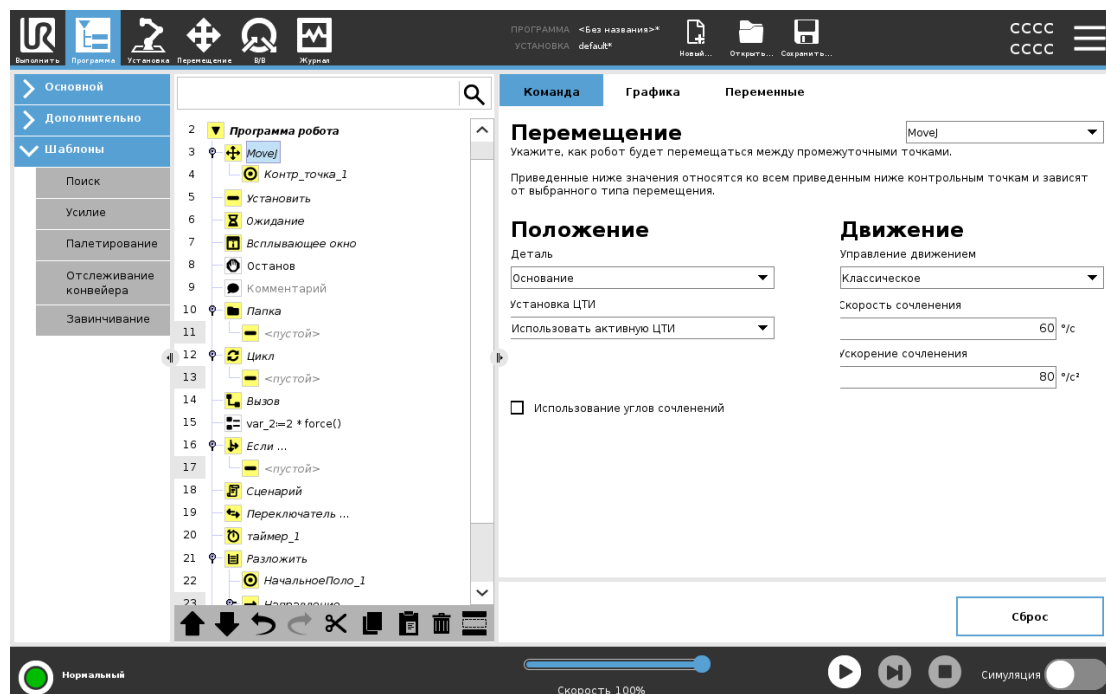 ПРОГРАММА <Без названия>*
УСТАНОВКА default*
Новый...
Открыть...
Сохранить...
CCCC
CCCC
UR
Выполнить
Программа
Установка
Перемещение
В/В
Журнал
Основной
Дополнительно
Шаблоны
Поиск
Усилие
Палетирование
Отслеживание
конвейера
Завинчивание
2 Программа робота
3 MoveJ
4 Контр_точка_1
5 Установить
6 Ожидание
7 Всплывающее окно
8 Останов
9 Комментарий
10 Папка
11 <пустой>
12 Цикл
13 <пустой>
14 Вызов
15 var_2:=2 * force()
16 Если ...
17 <пустой>
18 Сценарий
19 Переключатель ...
20 таймер_1
21 Разложить
22 НачальноеПоло_1
23 Направление
Команда
Графика
Переменные
Перемещение
MoveJ
Укажите, как робот будет перемещаться между промежуточными точками.
Приведенные ниже значения относятся ко всем приведенным ниже контрольным точкам и зависят
от выбранного типа перемещения.
Положение
Деталь
Основание
Установка ЦТИ
Использовать активную ЦТИ
Использование углов сочленений
Движение
Управление движением
Классическое
Скорость сочленения
60 °/с
Ускорение сочленения
80 °/с²
Сброс
Нормальный
Скорость 100%
Симуляция